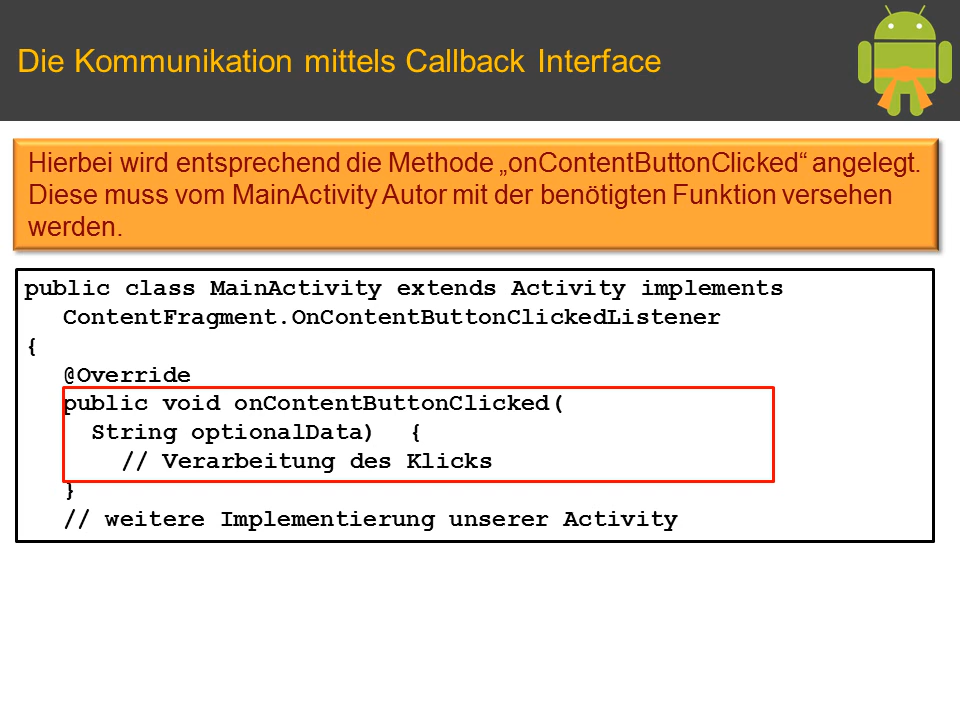 Die Kommunikation mittels Callback Interface
Hierbei wird entsprechend die Methode „onContentButtonClicked“ angelegt.
Diese muss vom MainActivity Autor mit der benötigten Funktion versehen
werden.
public class MainActivity extends Activity implements
ContentFragment.OnContentButtonClickedListener
{
@Override
public void onContentButtonClicked(
String optionalData) {
// Verarbeitung des Klicks
}
// weitere Implementierung unserer Activity